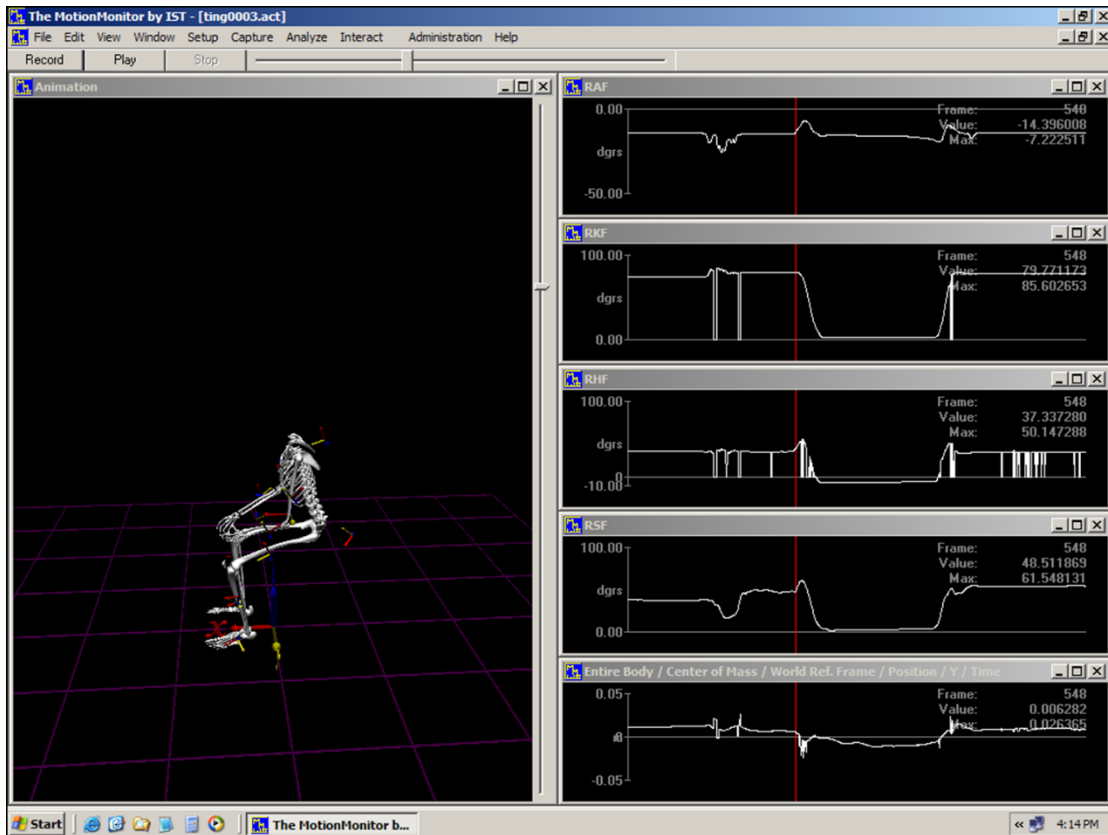 The MotionMonitor by IST - [ting0003.act]
File Edit View Window Setup Capture Analyze Interact Administration Help
Record Play Stop
Animation
X
RAF
0.00
dgrs
-50.00
Frame: 548
Value: -14.396008
Max: -7.222511
RKF
100.00
dgrs
0.00
Frame: 548
Value: 79.771173
Max: 85.602653
RHF
100.00
dgrs
0
-10.00
Frame: 548
Value: 37.337280
Max: 50.147288
RSF
100.00
dgrs
0.00
Frame: 548
Value: 48.511869
Max: 61.548131
Entire Body / Center of Mass / World Ref. Frame / Position / Y / Time
0.05
-0.05
Frame: 548
Value: 0.006282
Max: 0.026365
Start
The MotionMonitor b...
4:14 PM